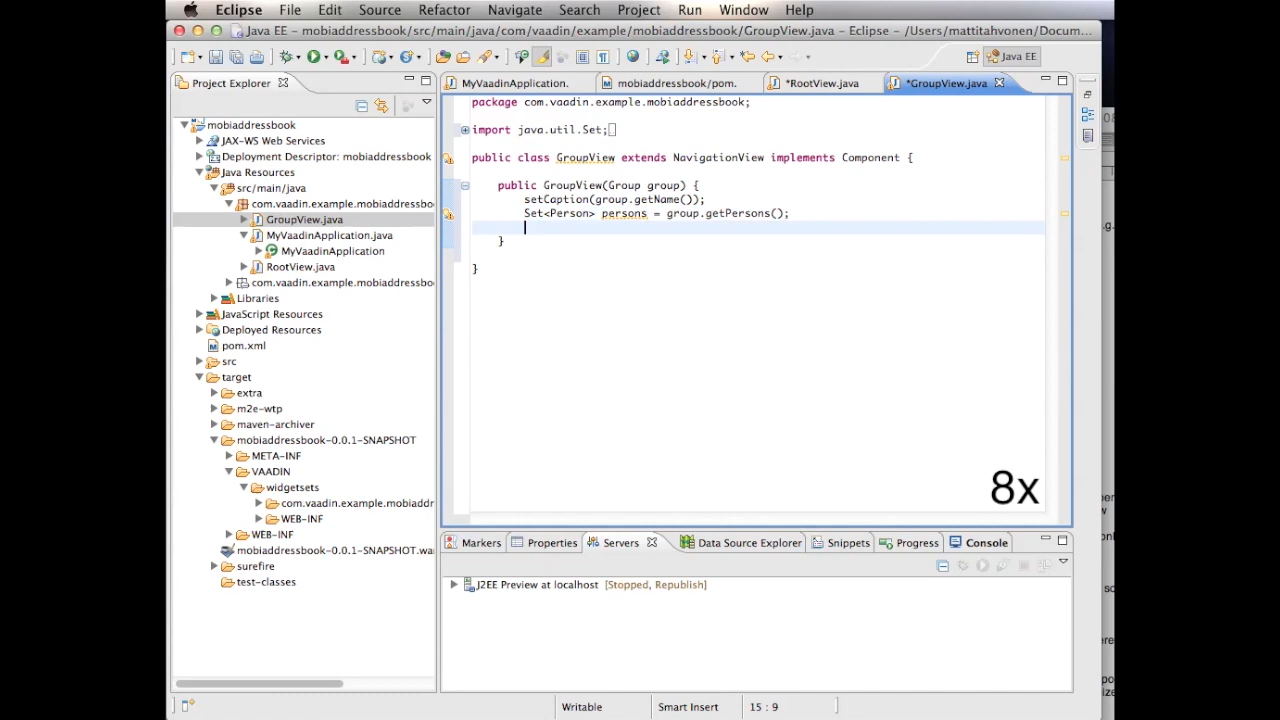 Eclipse File Edit Source Refactor Navigate Search Project Run Window Help
Java EE – mobiaddressbook/src/main/java/com/vaadin/example/mobiaddressbook/GroupView.java – Eclipse – /Users/mattitahvonen/Docum...
Java EE
Project Explorer
MyVaadinApplication.
mobiaddressbook/pom.
*RootView.java
*GroupView.java
mobiaddressbook
JAX-WS Web Services
Deployment Descriptor: mobiaddressbook
Java Resources
src/main/java
com.vaadin.example.mobiaddressbo
GroupView.java
MyVaadinApplication.java
MyVaadinApplication
RootView.java
com.vaadin.example.mobiaddressbo
Libraries
JavaScript Resources
Deployed Resources
pom.xml
src
target
extra
m2e-wtp
maven-archiver
mobiaddressbook-0.0.1-SNAPSHOT
META-INF
VAADIN
widgetsets
com.vaadin.example.mobiaddr
WEB-INF
WEB-INF
mobiaddressbook-0.0.1-SNAPSHOT.wa
surefire
test-classes
package com.vaadin.example.mobiaddressbook;
import java.util.Set;
public class GroupView extends NavigationView implements Component {
public GroupView(Group group) {
setCaption(group.getName());
Set<Person> persons = group.getPersons();
}
}
8x
Markers Properties Servers Data Source Explorer Snippets Progress Console
J2EE Preview at localhost [Stopped, Republish]
Writable Smart Insert 15 : 9